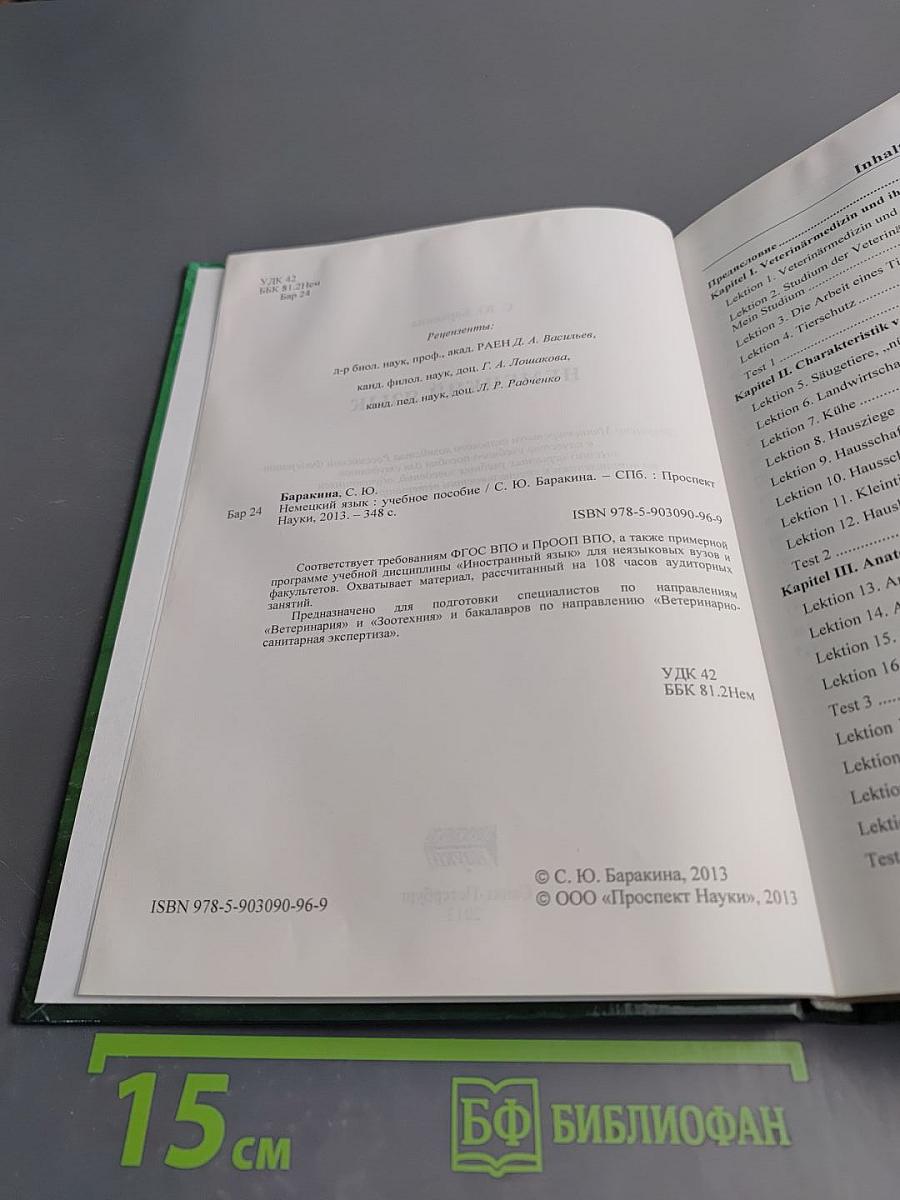 УДК 42
ББК 81.2Нем
Бар 24
Рецензенты:
д-р биол. наук, проф., акад. РАЕН Д. А. Васильев,
канд. филол. наук, доц. Г. А. Лошакова,
канд. пед. наук, доц. Л. Р. Радченко
Баракина, С. Ю.
Бар 24 Немецкий язык : учебное пособие / С. Ю. Баракина. – СПб. : Проспект
Науки, 2013. – 348 с.
ISBN 978-5-903090-96-9
Соответствует требованиям ФГОС ВПО и ПрООП ВПО, а также примерной
программе учебной дисциплины «Иностранный язык» для неязыковых вузов и
факультетов. Охватывает материал, рассчитанный на 108 часов аудиторных
занятий.
Предназначено для подготовки специалистов по направлениям
«Ветеринария» и «Зоотехния» и бакалавров по направлению «Ветеринарно-
санитарная экспертиза».
УДК 42
ББК 81.2Нем
© С. Ю. Баракина, 2013
ISBN 978-5-903090-96-9 © ООО «Проспект Науки», 2013
Предисловие
Kapitel I. Veterinärmedizin und
Lektion 1. Veterinärmedizin und
Lektion 2. Studium der
Mein Studium
Lektion 3. Die Arbeit eines
Lektion 4. Tierschutz
Test 1
Kapitel II. Charakteristik
Lektion 5. Säugetiere,
Lektion 6.
Lektion 7. Kühe
Lektion 8. Hausziege
Lektion 9.
Lektion 10.
Lektion 11.
Lektion 12.
Test 2
Kapitel III.
Lektion 13.
Lektion 14.
Lektion 15.
Lektion 16
Test 3
Lektion
Lektion
Test
15 см
БФ БИБЛИОФАН